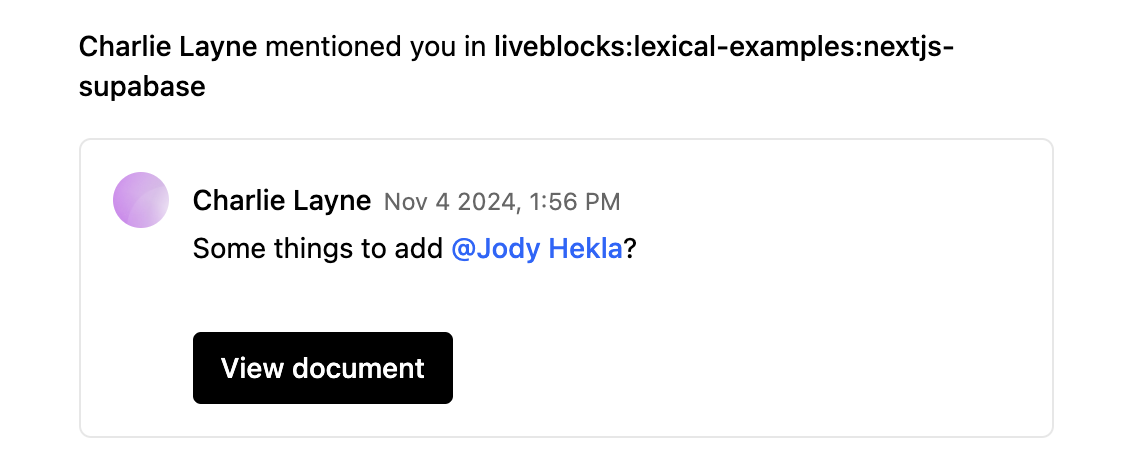 Charlie Layne mentioned you in liveblocks:lexical-examples:nextjs-
supabase
Charlie Layne Nov 4 2024, 1:56 PM
Some things to add @Jody Hekla?
View document